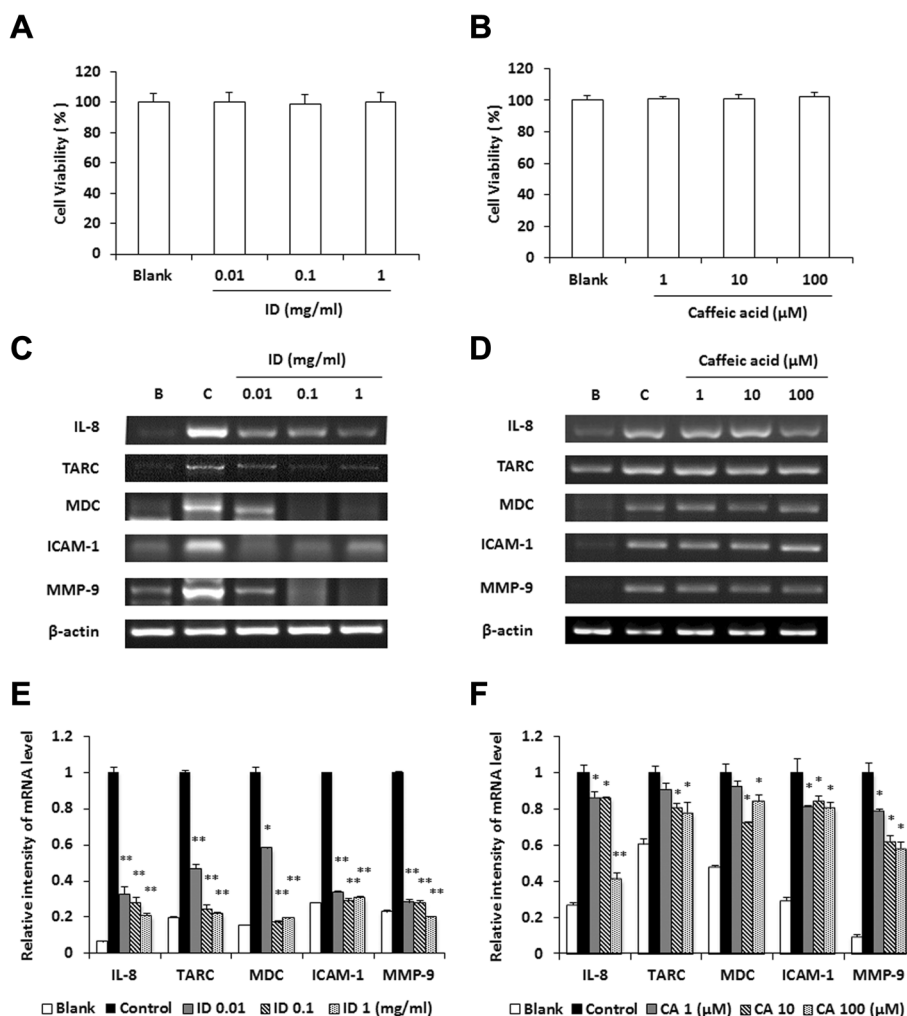 A
120
100
80
60
40
20
0
Cell Viability ( %)
Blank 0.01 0.1 1
ID (mg/ml)
B
120
100
80
60
40
20
0
Cell Viability ( %)
Blank 1 10 100
Caffeic acid (μM)
C
ID (mg/ml)
B C 0.01 0.1 1
IL-8
TARC
MDC
ICAM-1
MMP-9
β-actin
D
Caffeic acid (μM)
B C 1 10 100
IL-8
TARC
MDC
ICAM-1
MMP-9
β-actin
E
1.2
1
0.8
0.6
0.4
0.2
0
Relative intensity of mRNA level
** ** **
** ** **
* ** **
** ** **
** ** **
IL-8 TARC MDC ICAM-1 MMP-9
Blank Control ID 0.01 ID 0.1 ID 1 (mg/ml)
F
1.2
1
0.8
0.6
0.4
0.2
0
Relative intensity of mRNA level
* * **
* *
* *
* * *
* * *
IL-8 TARC MDC ICAM-1 MMP-9
Blank Control CA 1 (μM) CA 10 CA 100 (μM)